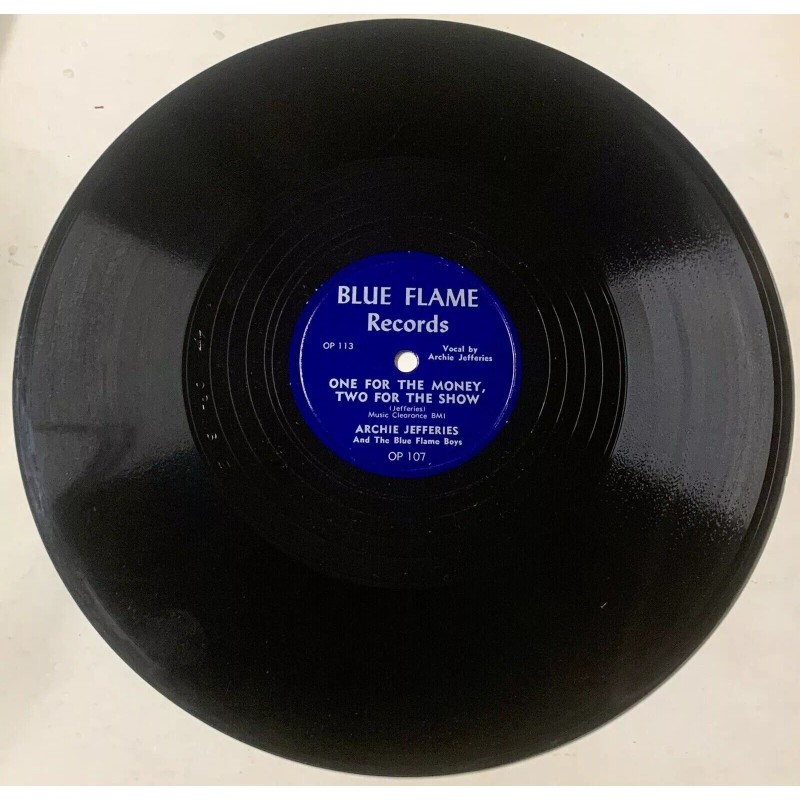 BLUE FLAME
Records
OP 113
Vocal by
Archie Jefferies
ONE FOR THE MONEY,
TWO FOR THE SHOW
(Jefferies)
Music Clearance BMI
ARCHIE JEFFERIES
And The Blue Flame Boys
OP 107